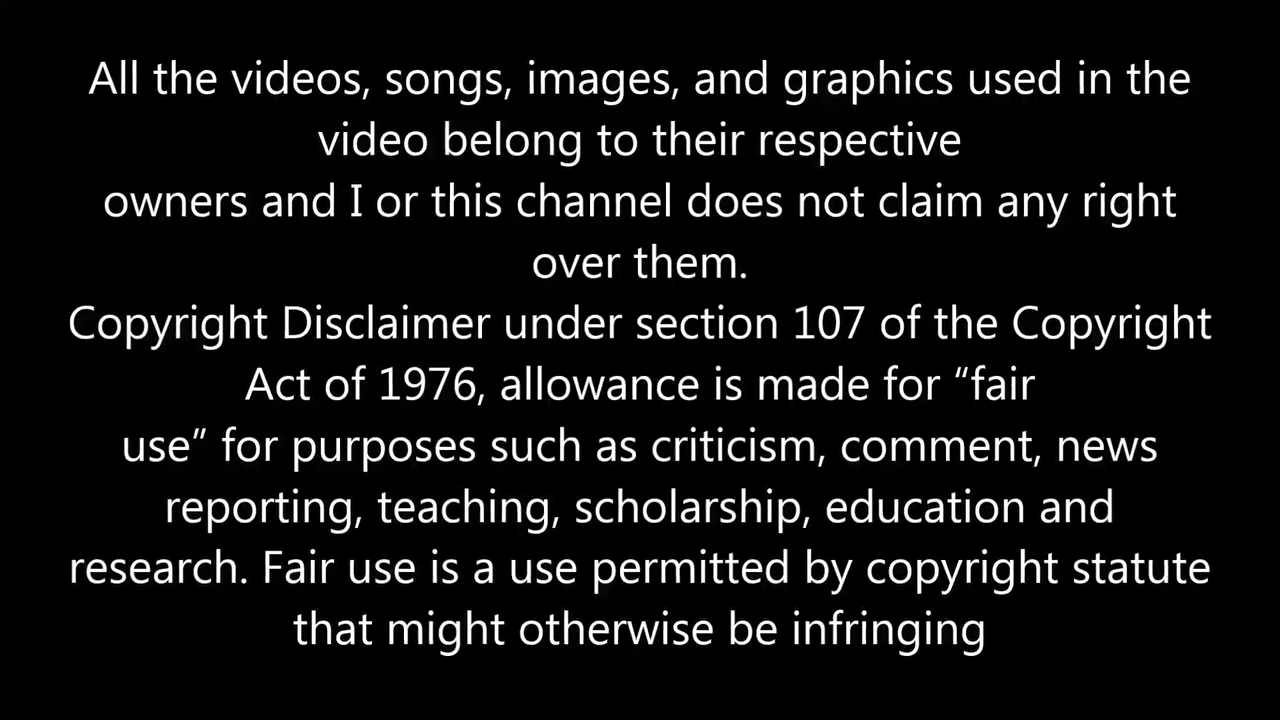 All the videos, songs, images, and graphics used in the
video belong to their respective
owners and I or this channel does not claim any right
over them.
Copyright Disclaimer under section 107 of the Copyright
Act of 1976, allowance is made for “fair
use” for purposes such as criticism, comment, news
reporting, teaching, scholarship, education and
research. Fair use is a use permitted by copyright statute
that might otherwise be infringing